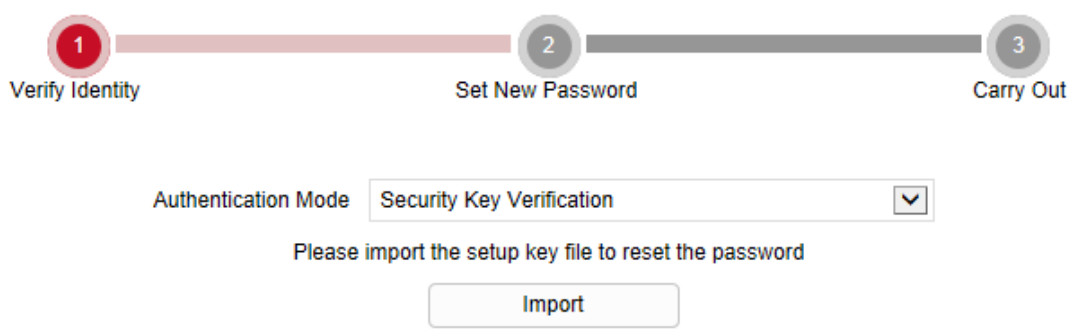 1 2 3
Verify Identity Set New Password Carry Out
Authentication Mode Security Key Verification
Please import the setup key file to reset the password
Import